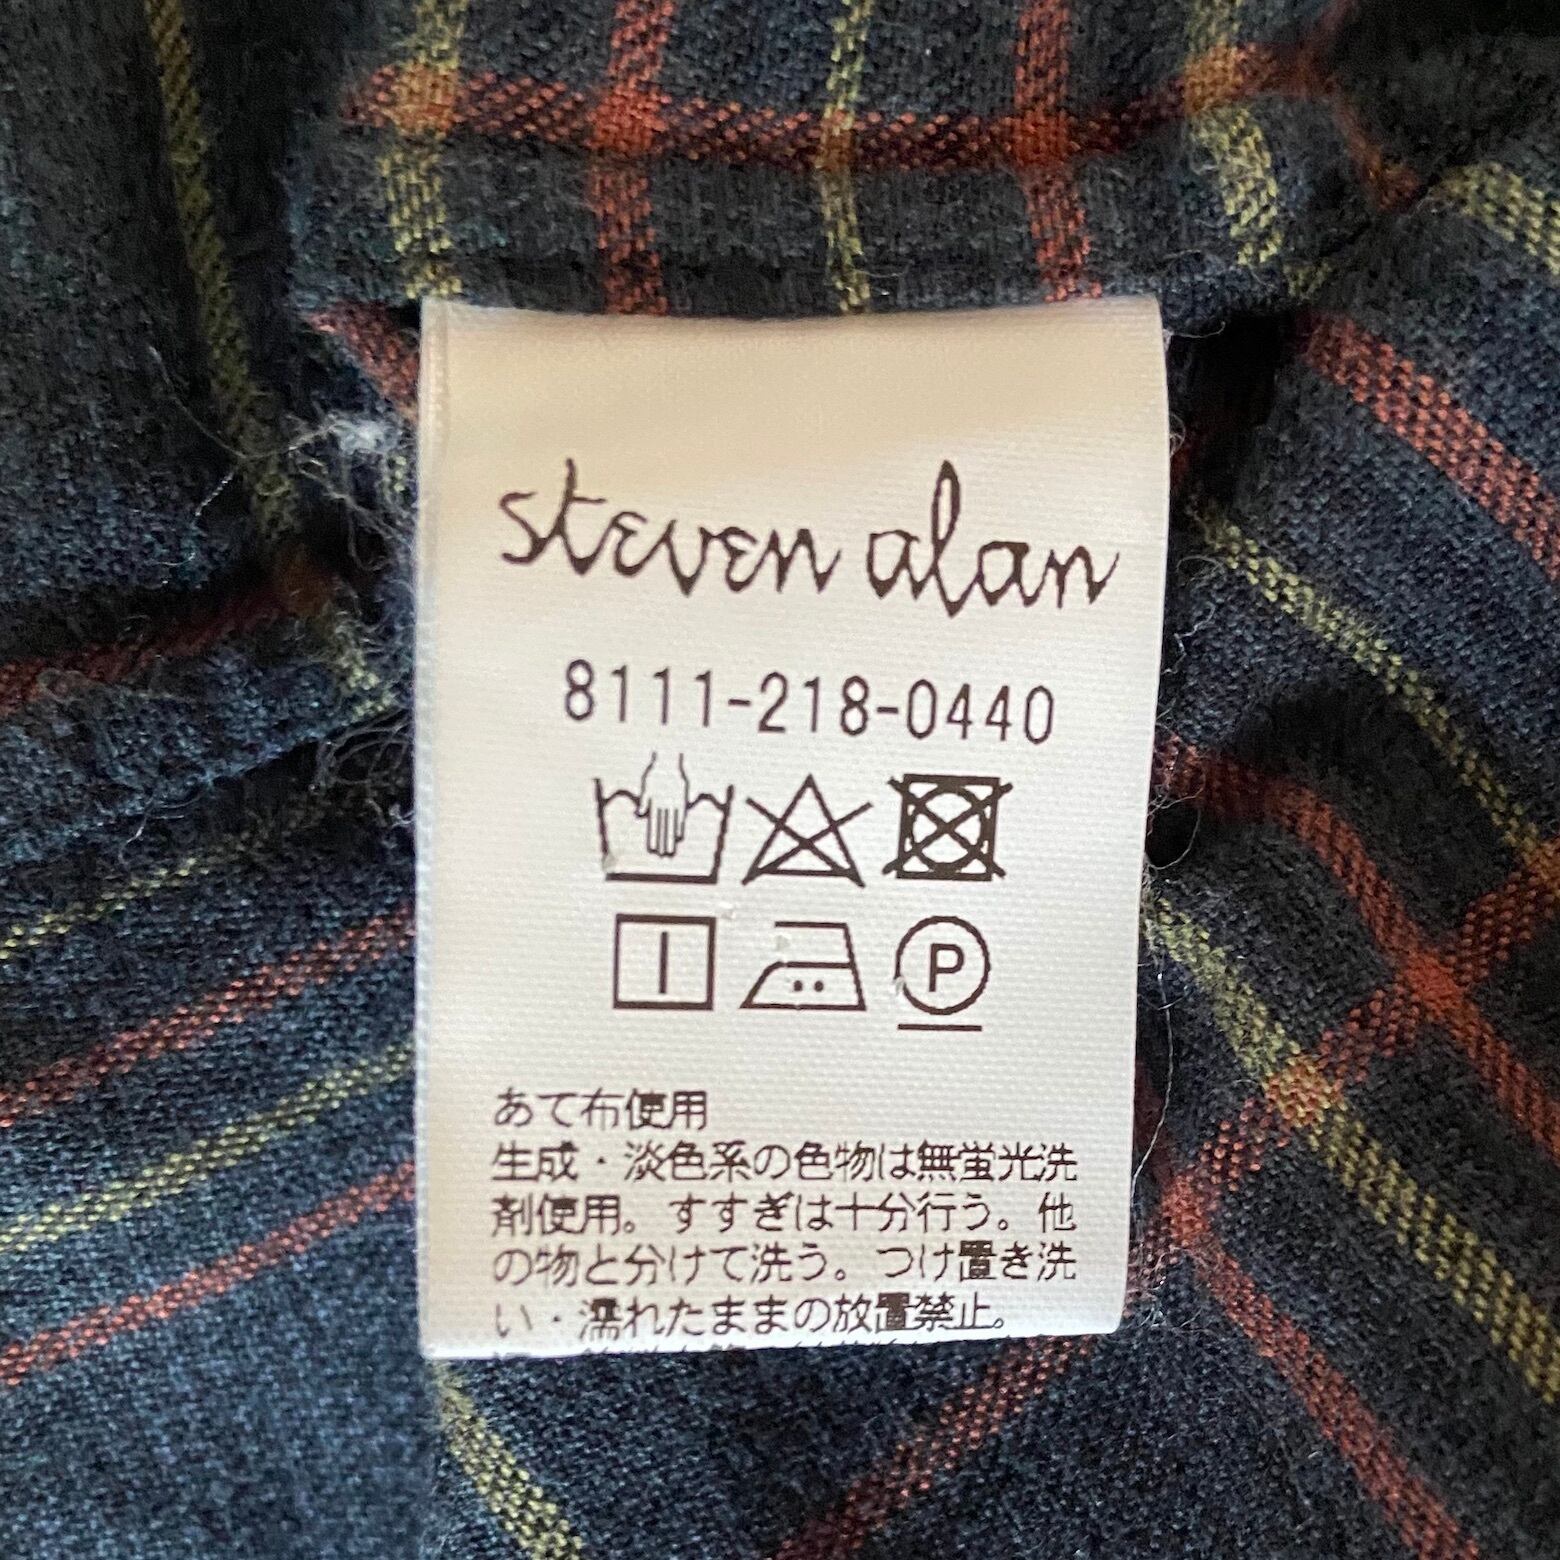 steven alan
8111-218-0440
P
あて布使用
生成・淡色系の色物は無蛍光洗
剤使用。すすぎは十分行う。他
の物と分けて洗う。つけ置き洗
い・濡れたままの放置禁止。